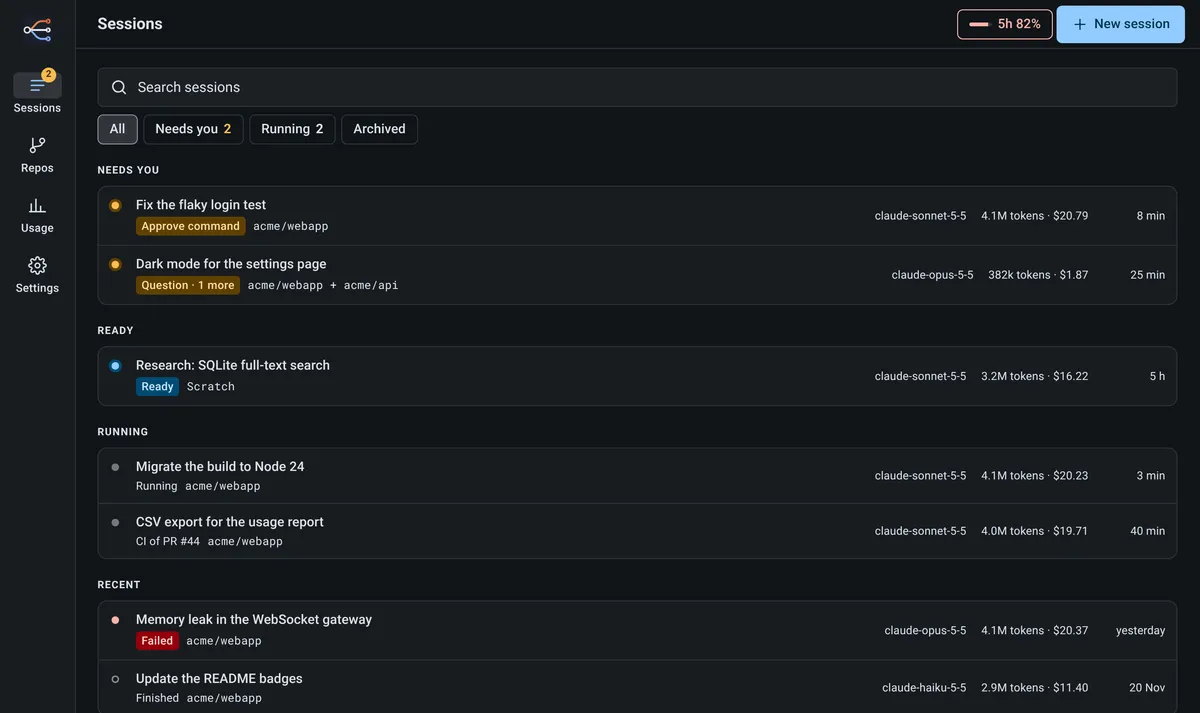 Sessions
5h 82%
New session
2
Sessions
Repos
Usage
Settings
Search sessions
All
Needs you 2
Running 2
Archived
NEEDS YOU
Fix the flaky login test
Approve command acme/webapp
claude-sonnet-5-5 4.1M tokens · $20.79 8 min
Dark mode for the settings page
Question · 1 more acme/webapp + acme/api
claude-opus-5-5 382k tokens · $1.87 25 min
READY
Research: SQLite full-text search
Ready Scratch
claude-sonnet-5-5 3.2M tokens · $16.22 5 h
RUNNING
Migrate the build to Node 24
Running acme/webapp
claude-sonnet-5-5 4.1M tokens · $20.23 3 min
CSV export for the usage report
CI of PR #44 acme/webapp
claude-sonnet-5-5 4.0M tokens · $19.71 40 min
RECENT
Memory leak in the WebSocket gateway
Failed acme/webapp
claude-opus-5-5 4.1M tokens · $20.37 yesterday
Update the README badges
Finished acme/webapp
claude-haiku-5-5 2.9M tokens · $11.40 20 Nov